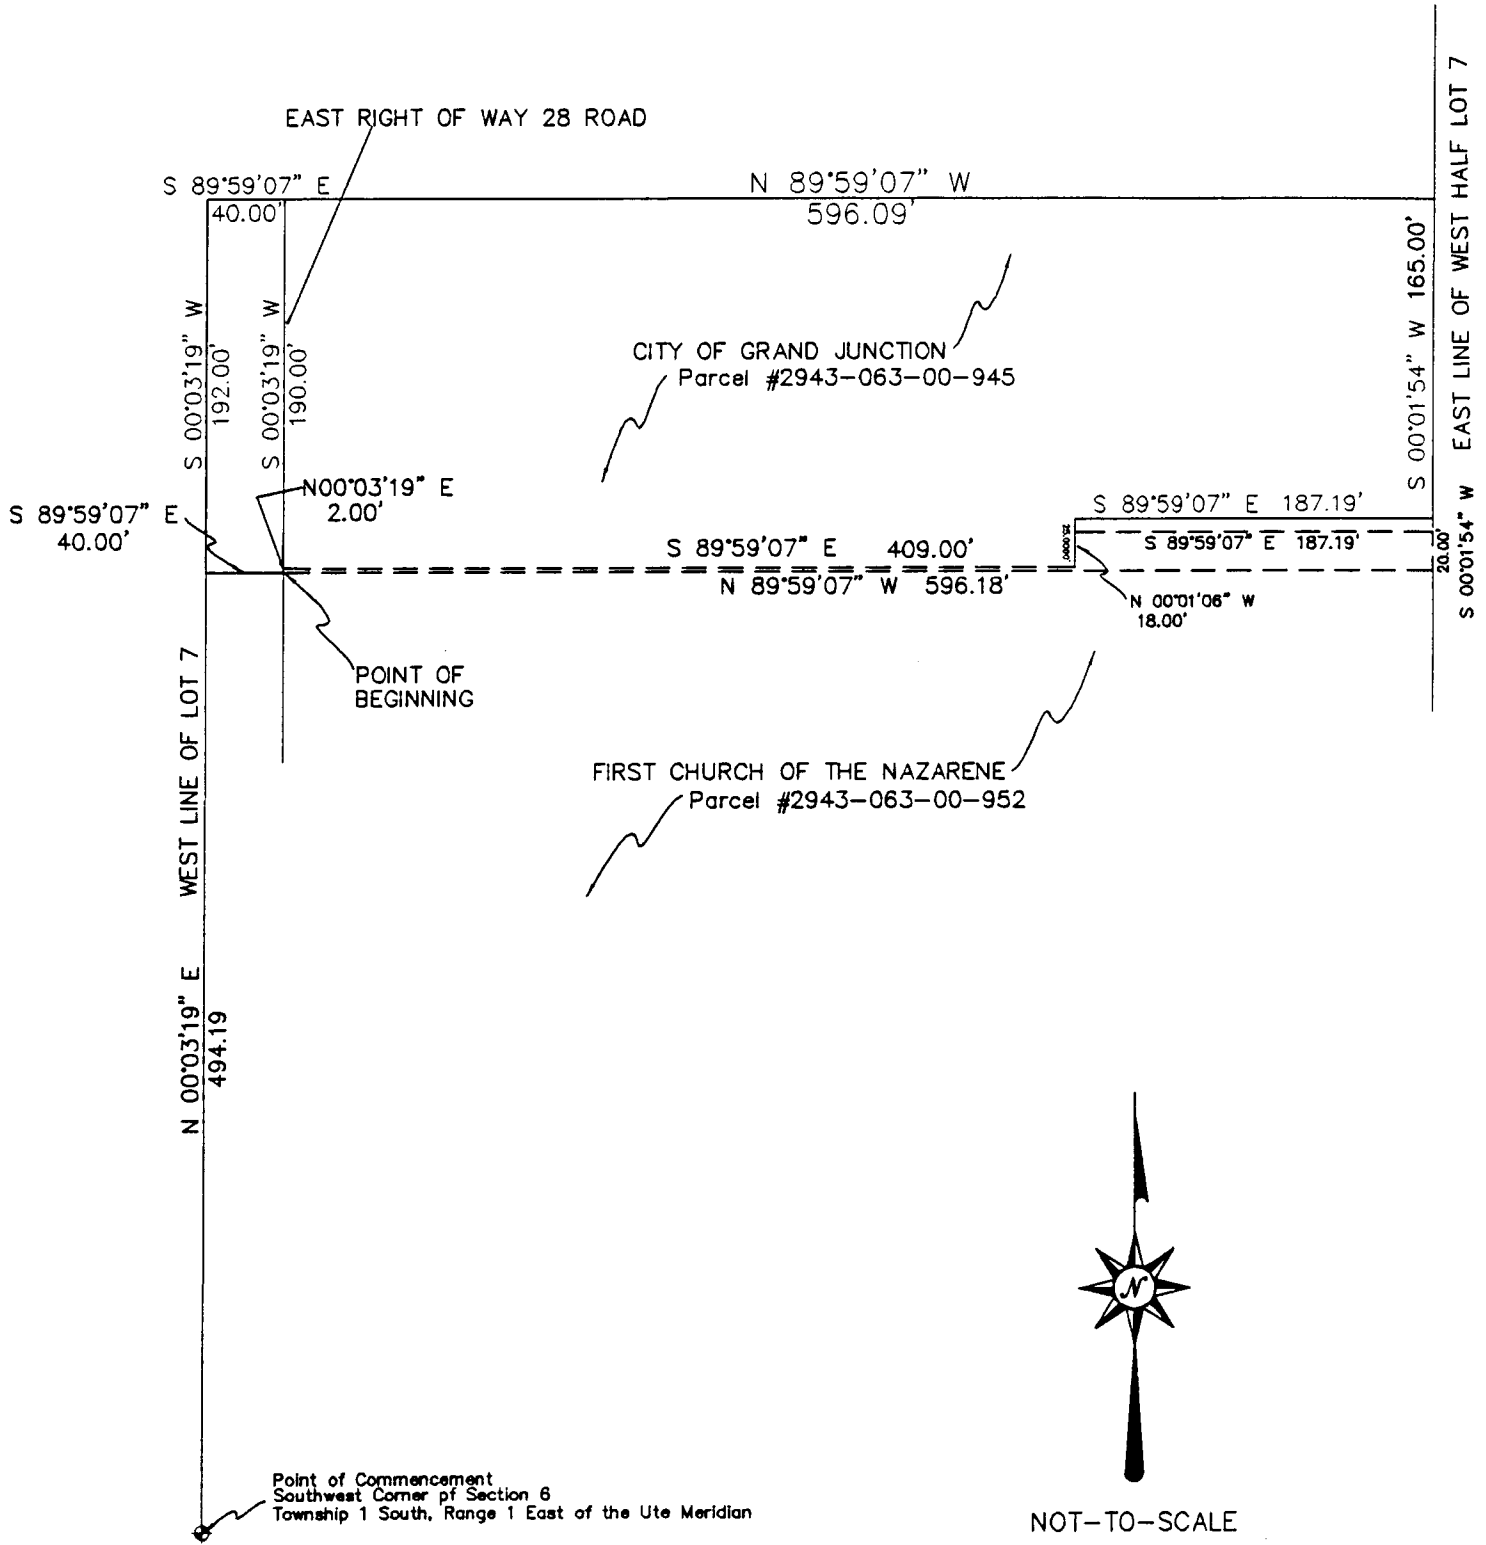 EAST RIGHT OF WAY 28 ROAD
S 89°59'07" E
40.00'
N 89°59'07" W
596.09'
EAST LINE OF WEST HALF LOT 7
S 00°01'54" W
S 00°01'54" W 165.00'
S 00°03'19" W
192.00'
S 00°03'19" W
190.00'
CITY OF GRAND JUNCTION
Parcel #2943-063-00-945
N00°03'19" E
2.00'
S 89°59'07" E
40.00'
S 89°59'07" E 187.19'
S 89°59'07" E 187.19'
20.00'
S 89°59'07" E 409.00'
N 89°59'07" W 596.18'
N 00°01'06" W
18.00'
POINT OF
BEGINNING
WEST LINE OF LOT 7
N 00°03'19" E
494.19
FIRST CHURCH OF THE NAZARENE
Parcel #2943-063-00-952
N
Point of Commencement
Southwest Corner pf Section 6
Township 1 South, Range 1 East of the Ute Meridian
NOT-TO-SCALE